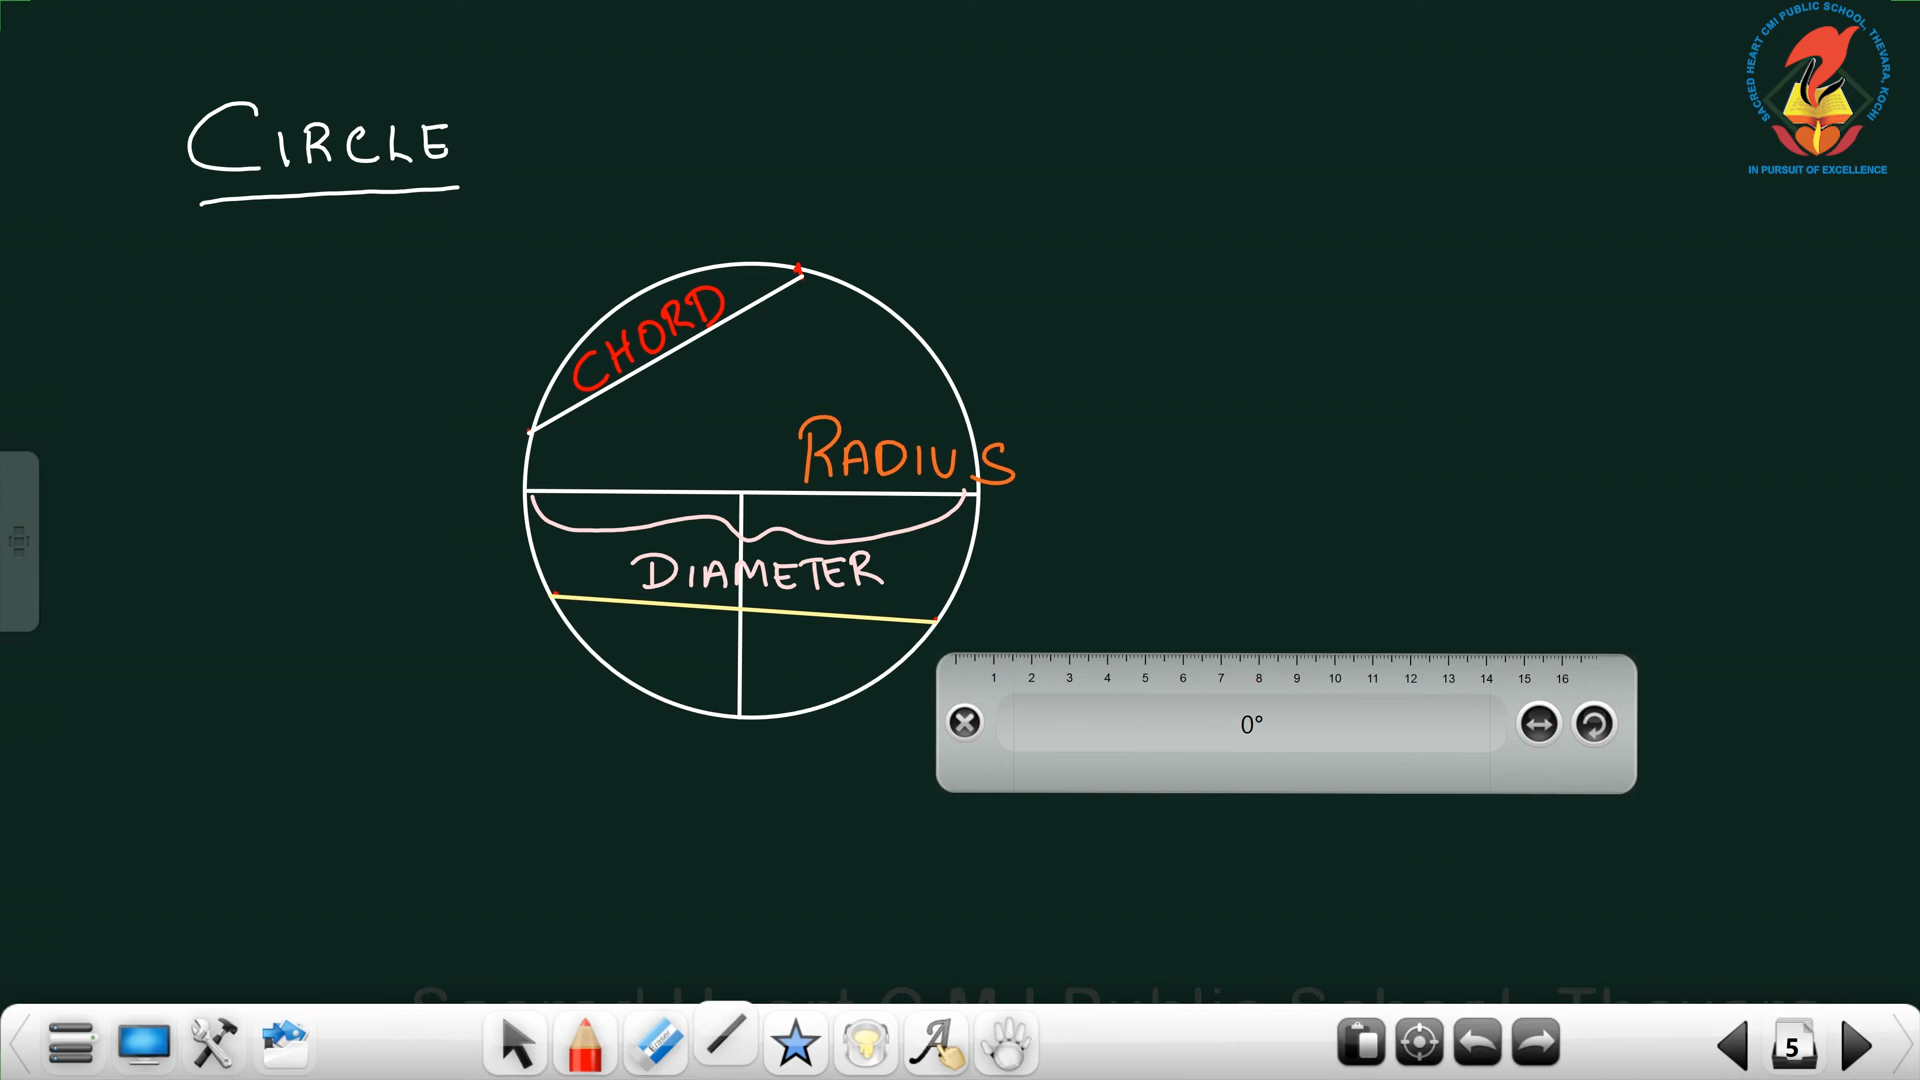 SACRED HEART CMI PUBLIC SCHOOL, THEVARA, KOCHI
IN PURSUIT OF EXCELLENCE
CIRCLE
CHORD
RADIUS
DIAMETER
1 2 3 4 5 6 7 8 9 10 11 12 13 14 15 16
0°
Eraser
A
5